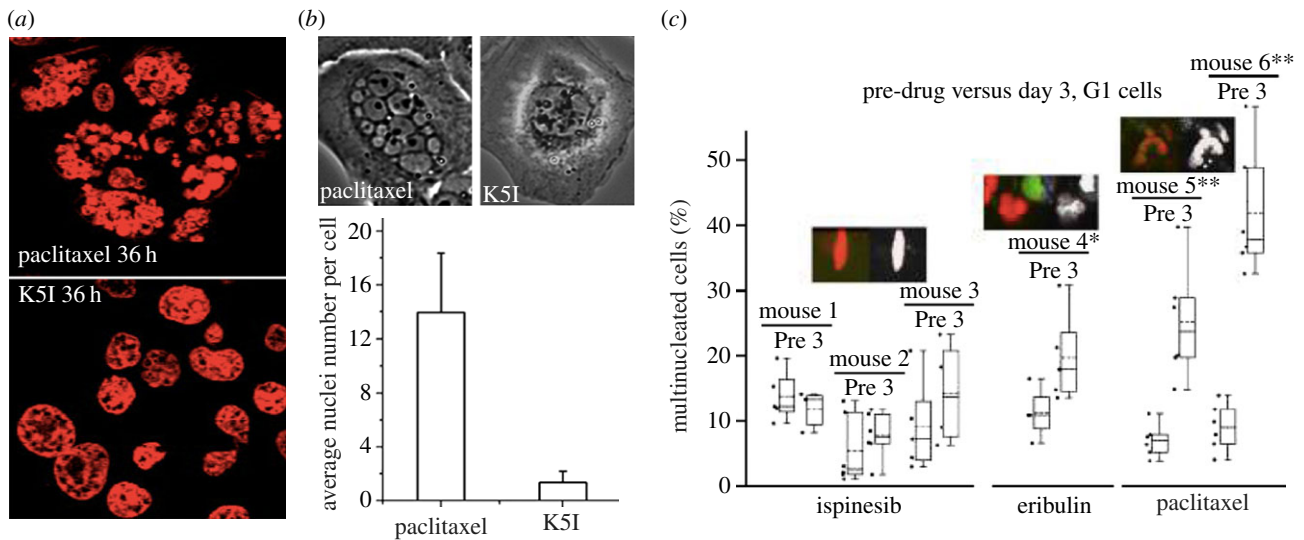 (a)
paclitaxel 36 h
K5I 36 h
(b)
paclitaxel
K5I
average nuclei number per cell
20
16
12
8
4
0
paclitaxel
K5I
(c)
pre-drug versus day 3, G1 cells
multinucleated cells (%)
50
40
30
20
10
0
mouse 1
Pre 3
mouse 2
Pre 3
mouse 3
Pre 3
mouse 4*
Pre 3
mouse 5**
Pre 3
mouse 6**
Pre 3
ispinesib
eribulin
paclitaxel